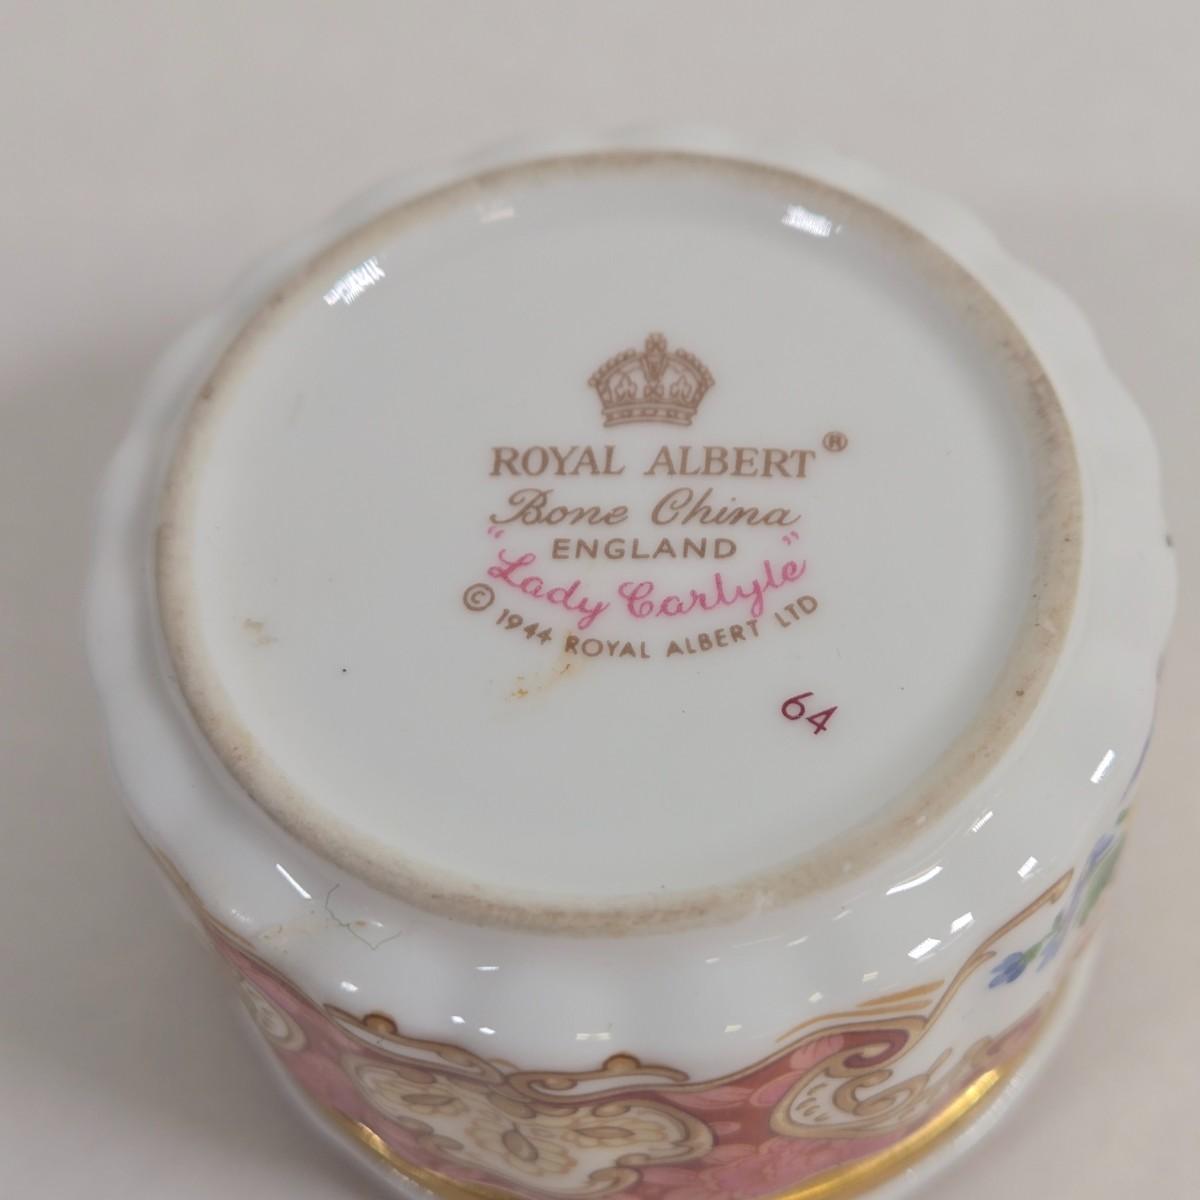 ROYAL ALBERT®
Bone China
ENGLAND
"Lady Carlyle"
© 1944 ROYAL ALBERT LTD
64